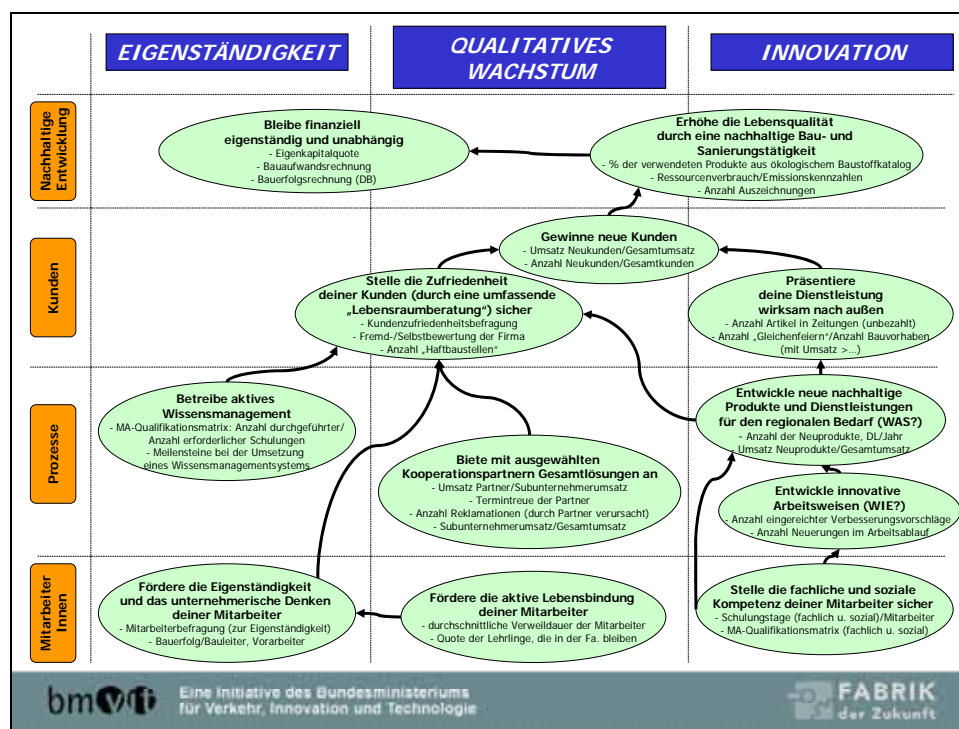 EIGENSTÄNDIGKEIT
QUALITATIVES
WACHSTUM
INNOVATION
Nachhaltige
Entwicklung
Bleibe finanziell
eigenständig und unabhängig
- Eigenkapitalquote
- Bauaufwandsrechnung
- Bauerfolgsrechnung (DB)
Erhöhe die Lebensqualität
durch eine nachhaltige Bau- und
Sanierungstätigkeit
- % der verwendeten Produkte aus ökologischem Baustoffkatalog
- Ressourcenverbrauch/Emissionskennzahlen
- Anzahl Auszeichnungen
Kunden
Gewinne neue Kunden
- Umsatz Neukunden/Gesamtumsatz
- Anzahl Neukunden/Gesamtkunden
Stelle die Zufriedenheit
deiner Kunden (durch eine umfassende
„Lebensraumberatung“) sicher
- Kundenzufriedenheitsbefragung
- Fremd-/Selbstbewertung der Firma
- Anzahl „Haftbaustellen“
Präsentiere
deine Dienstleistung
wirksam nach außen
- Anzahl Artikel in Zeitungen (unbezahlt)
- Anzahl „Gleichenfeiern“/Anzahl Bauvorhaben
(mit Umsatz >...)
Prozesse
Betreibe aktives
Wissensmanagement
- MA-Qualifikationsmatrix: Anzahl durchgeführter/
Anzahl erforderlicher Schulungen
- Meilensteine bei der Umsetzung
eines Wissensmanagementsystems
Biete mit ausgewählten
Kooperationspartnern Gesamtlösungen an
- Umsatz Partner/Subunternehmerumsatz
- Termintreue der Partner
- Anzahl Reklamationen (durch Partner verursacht)
- Subunternehmerumsatz/Gesamtumsatz
Entwickle neue nachhaltige
Produkte und Dienstleistungen
für den regionalen Bedarf (WAS?)
- Anzahl der Neuprodukte, DL/Jahr
- Umsatz Neuprodukte/Gesamtumsatz
Entwickle innovative
Arbeitsweisen (WIE?)
- Anzahl eingereichter Verbesserungsvorschläge
- Anzahl Neuerungen im Arbeitsablauf
Mitarbeiter
Innen
Fördere die Eigenständigkeit
und das unternehmerische Denken
deiner Mitarbeiter
- Mitarbeiterbefragung (zur Eigenständigkeit)
- Bauerfolg/Bauleiter, Vorarbeiter
Fördere die aktive Lebensbindung
deiner Mitarbeiter
- durchschnittliche Verweildauer der Mitarbeiter
- Quote der Lehrlinge, die in der Fa. bleiben
Stelle die fachliche und soziale
Kompetenz deiner Mitarbeiter sicher
- Schulungstage (fachlich u. sozial)/Mitarbeiter
- MA-Qualifikationsmatrix (fachlich u. sozial)
bmvit
Eine Initiative des Bundesministeriums
für Verkehr, Innovation und Technologie
FABRIK
der Zukunft